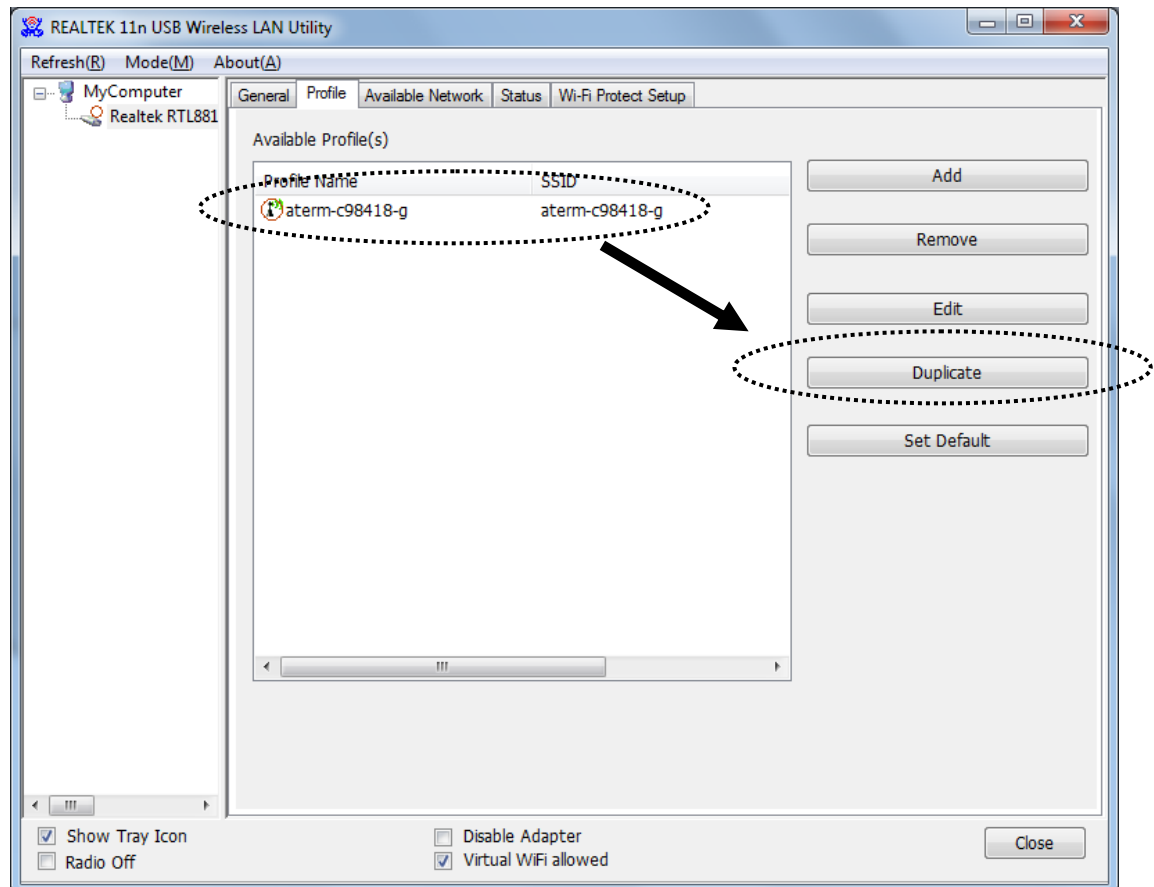 REALTEK 11n USB Wireless LAN Utility
Refresh(R) Mode(M) About(A)
MyComputer
Realtek RTL881
General Profile Available Network Status Wi-Fi Protect Setup
Available Profile(s)
Profile Name SSID
aterm-c98418-g aterm-c98418-g
Add
Remove
Edit
Duplicate
Set Default
Show Tray Icon
Radio Off
Disable Adapter
Virtual WiFi allowed
Close